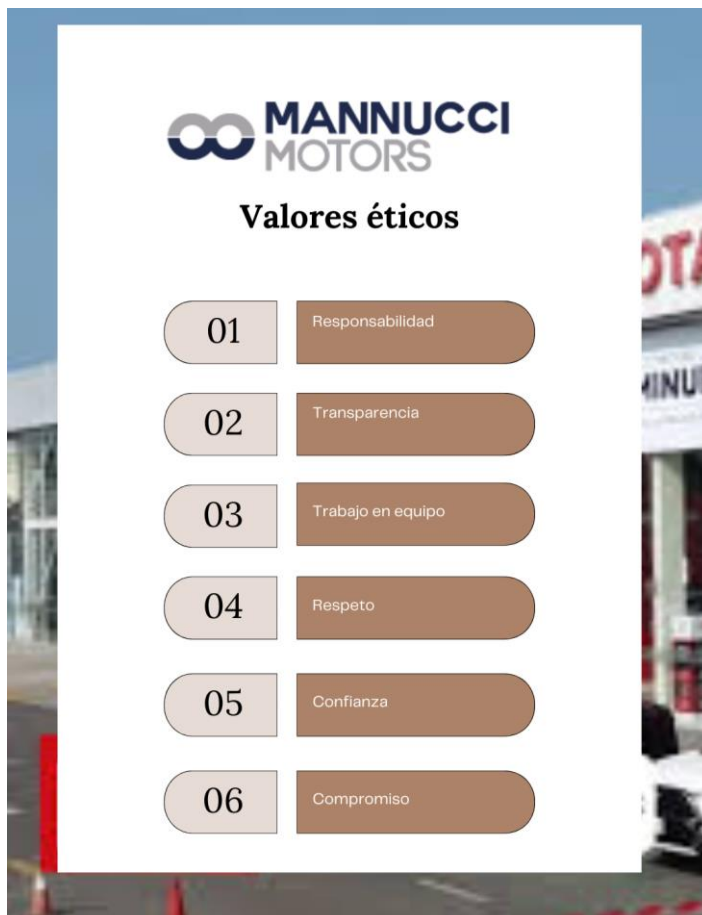 MANNUCCI
MOTORS
Valores éticos
01
Responsabilidad
02
Transparencia
03
Trabajo en equipo
04
Respeto
05
Confianza
06
Compromiso